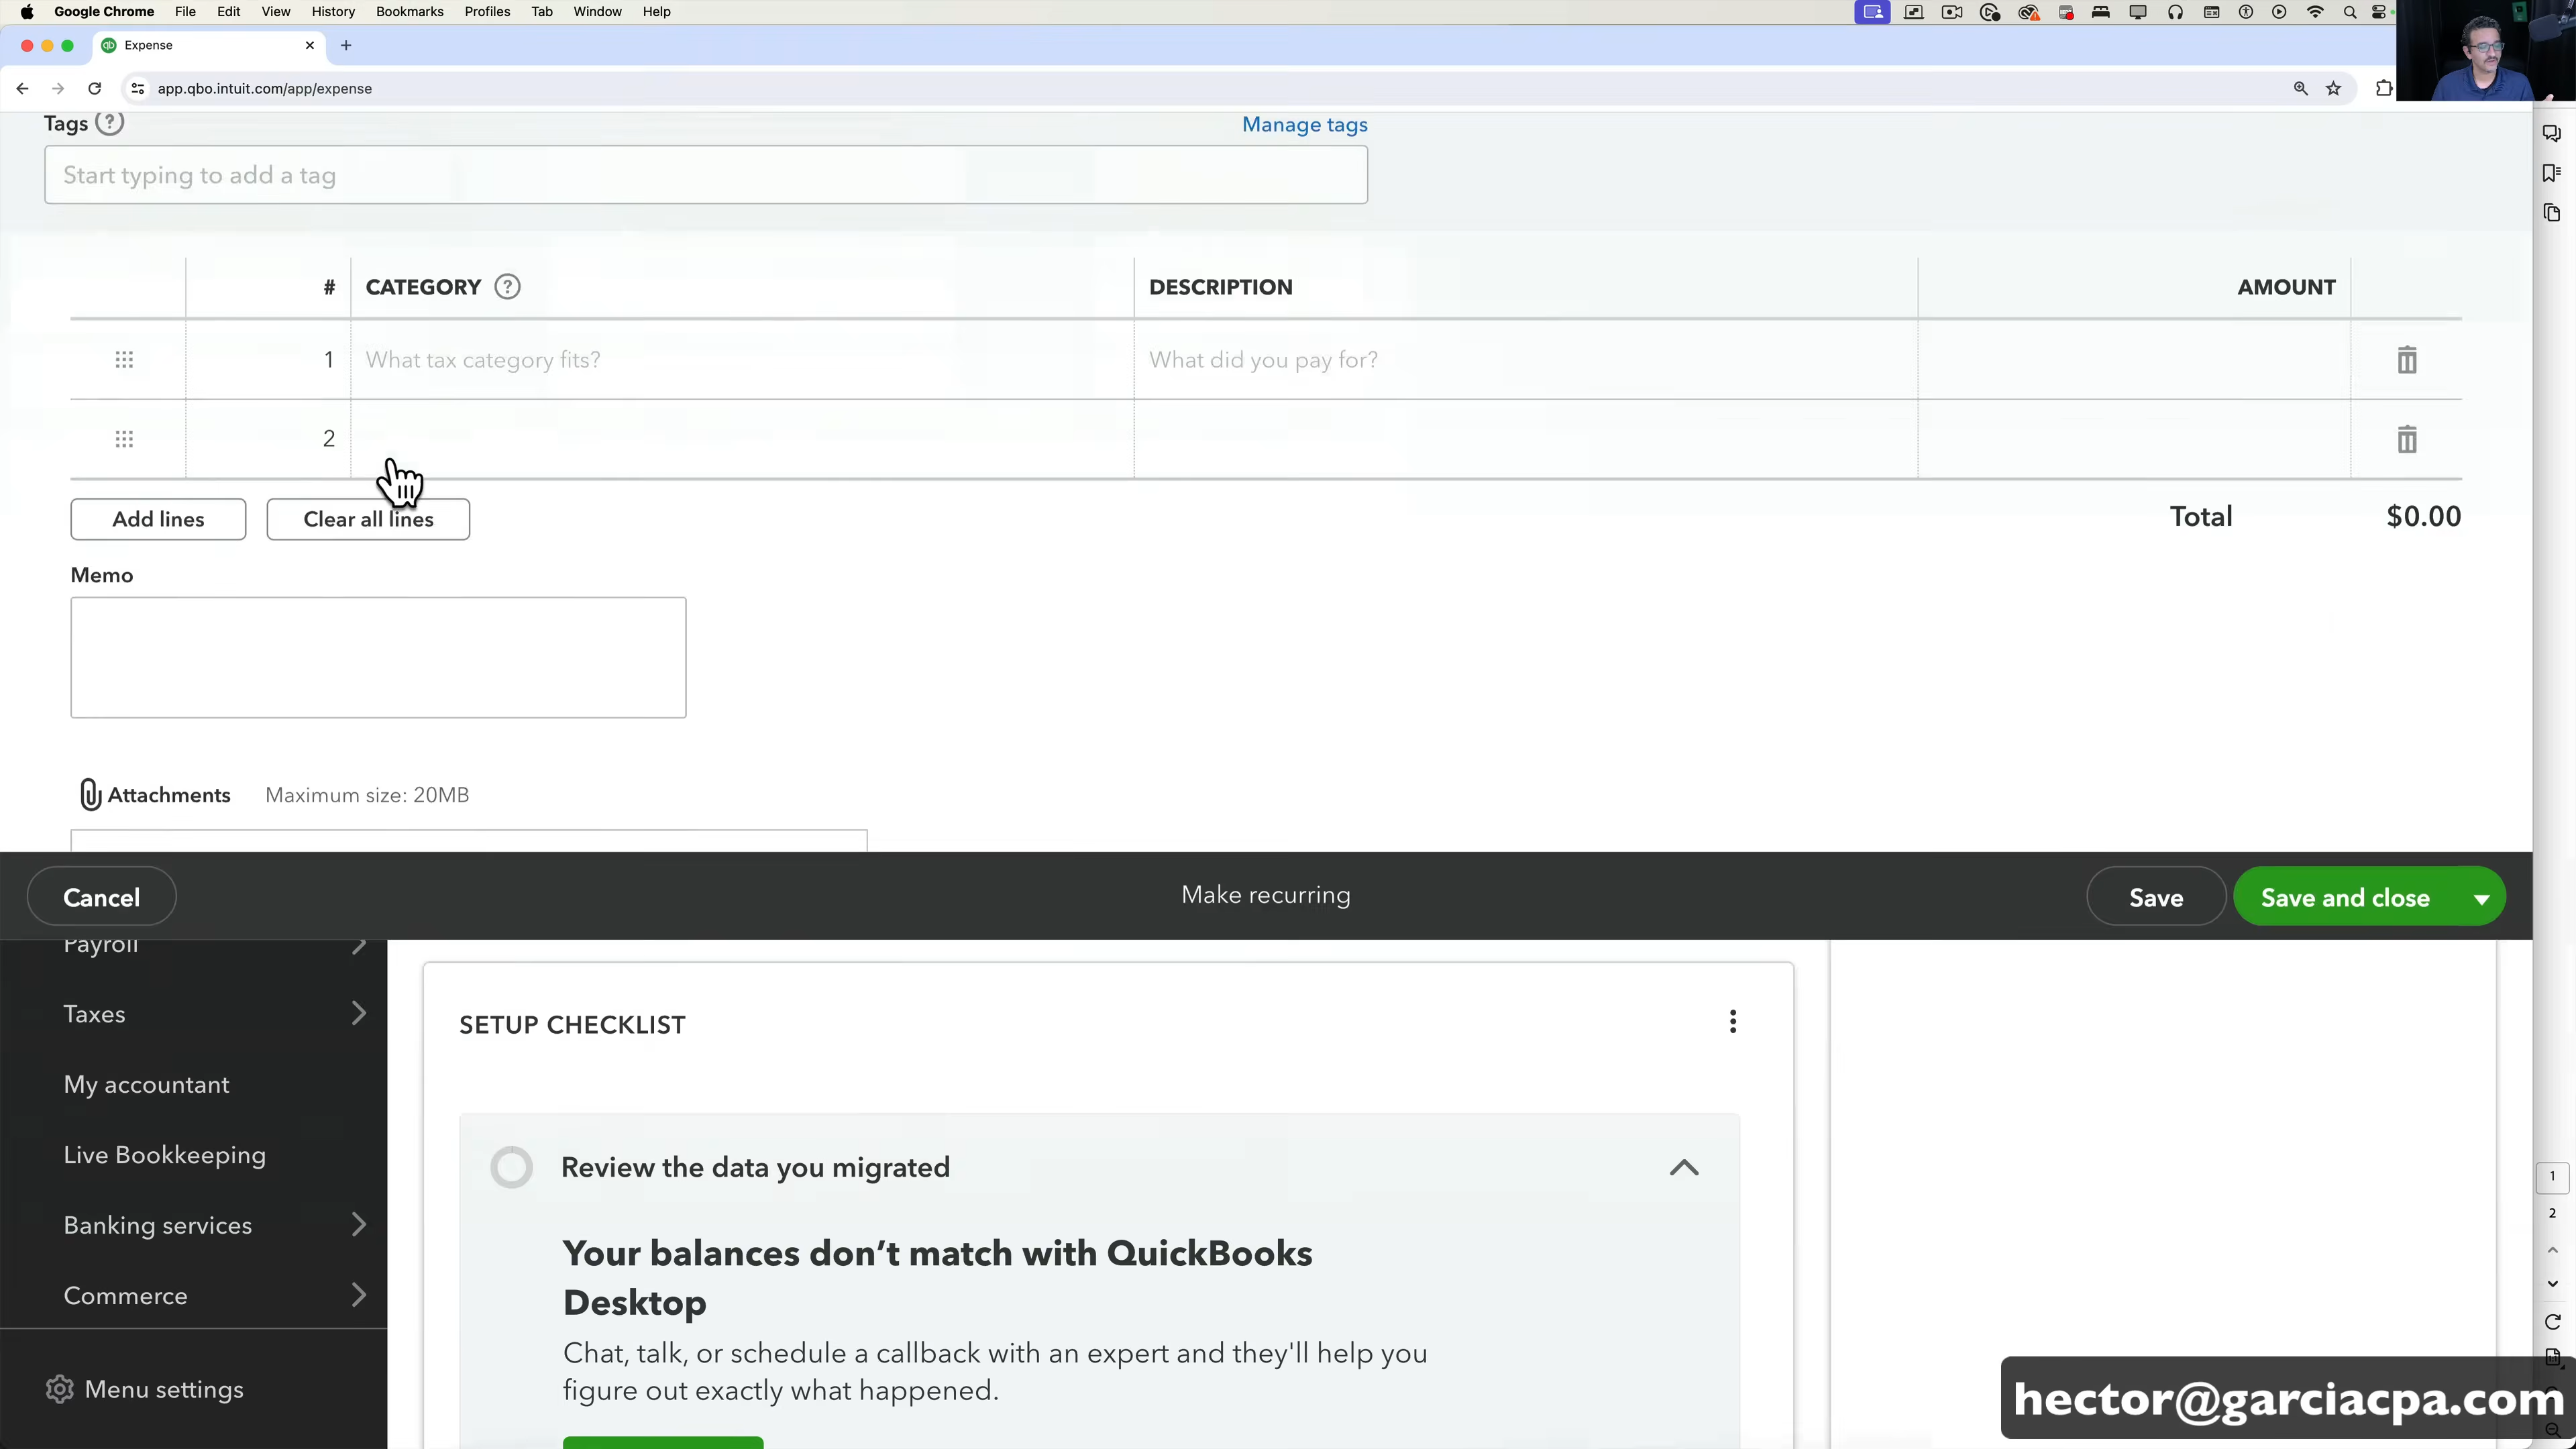 Google Chrome File Edit View History Bookmarks Profiles Tab Window Help
Expense
app.qbo.intuit.com/app/expense
Tags ? Manage tags
Start typing to add a tag
# CATEGORY ? DESCRIPTION AMOUNT
1 What tax category fits? What did you pay for?
2
Add lines Clear all lines Total $0.00
Memo
Attachments Maximum size: 20MB
Cancel Make recurring Save Save and close
Payroll
Taxes
My accountant
Live Bookkeeping
Banking services
Commerce
Menu settings
SETUP CHECKLIST
Review the data you migrated
Your balances don’t match with QuickBooks
Desktop
Chat, talk, or schedule a callback with an expert and they'll help you
figure out exactly what happened.
1
2
hector@garciacpa.com